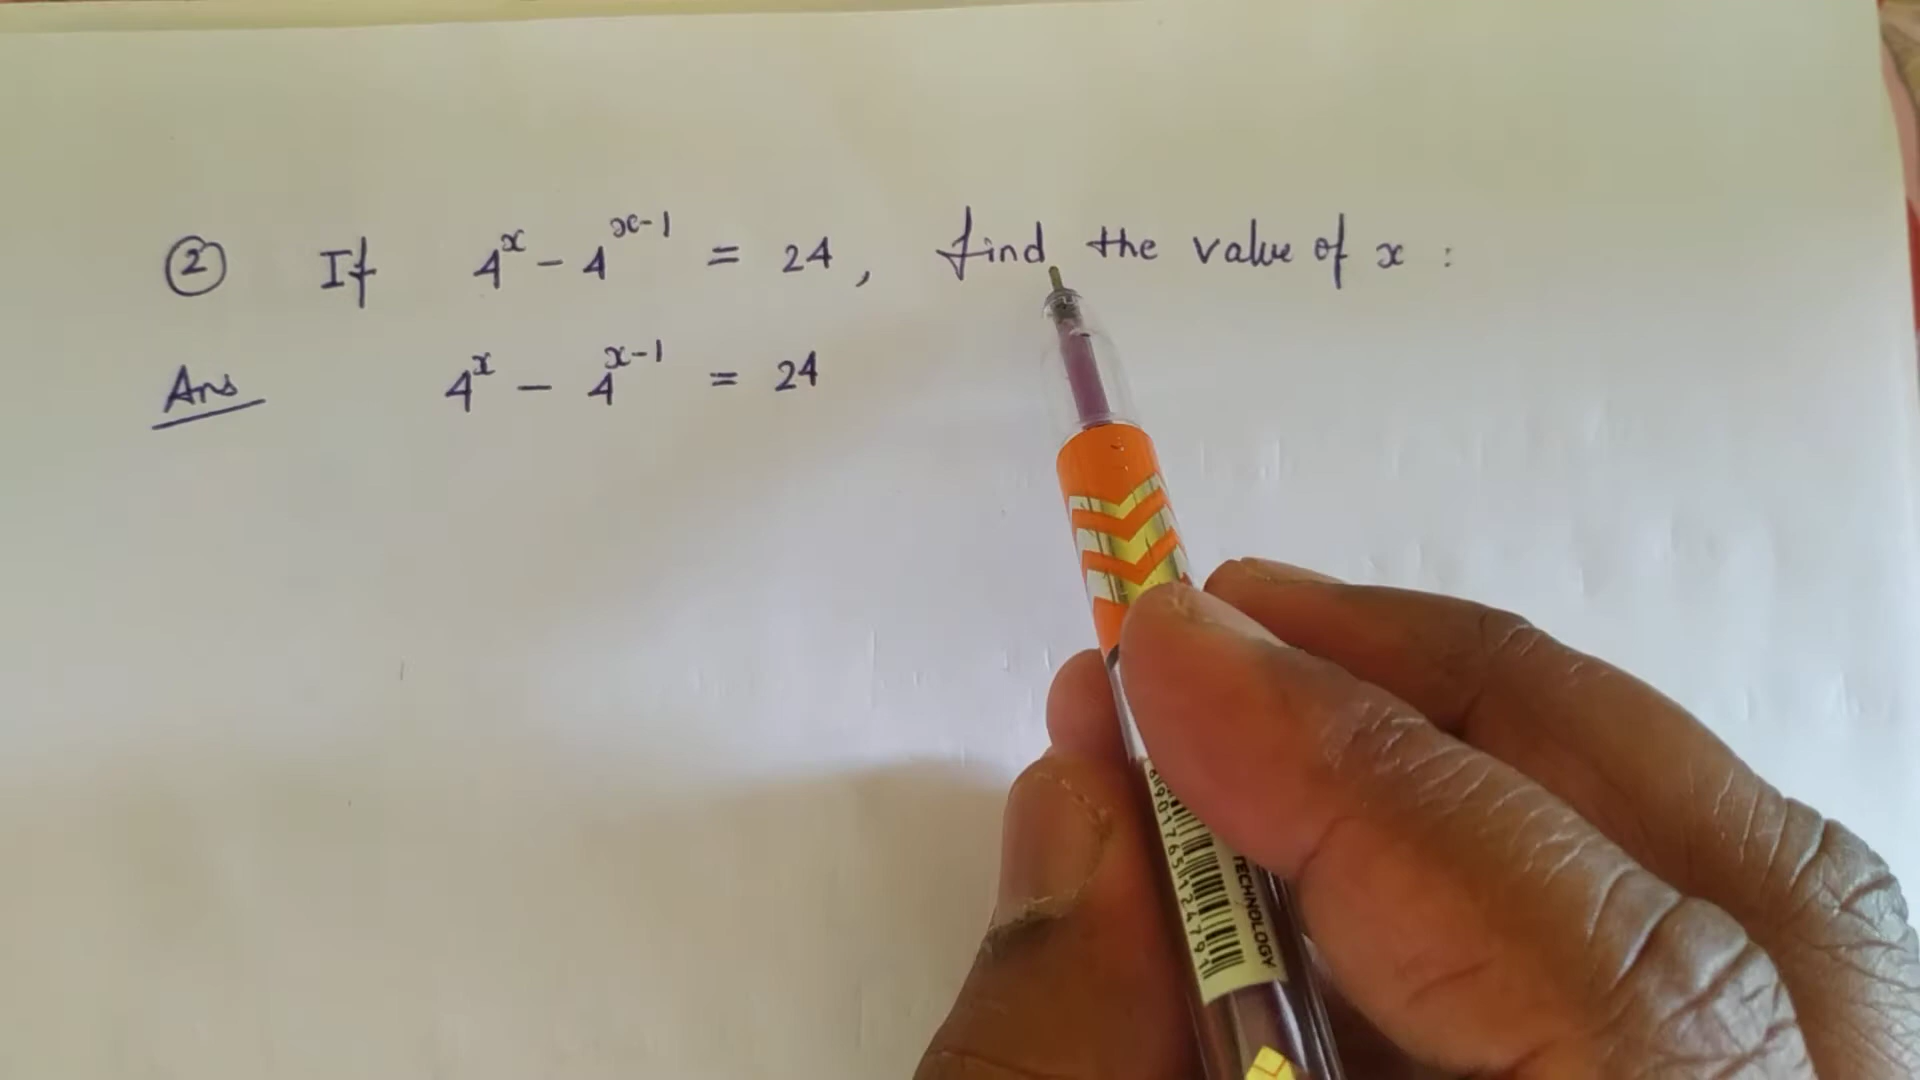 ② If 4^x - 4^(x-1) = 24, find the value of x :
Ans 4^x - 4^(x-1) = 24
TECHNOLOGY